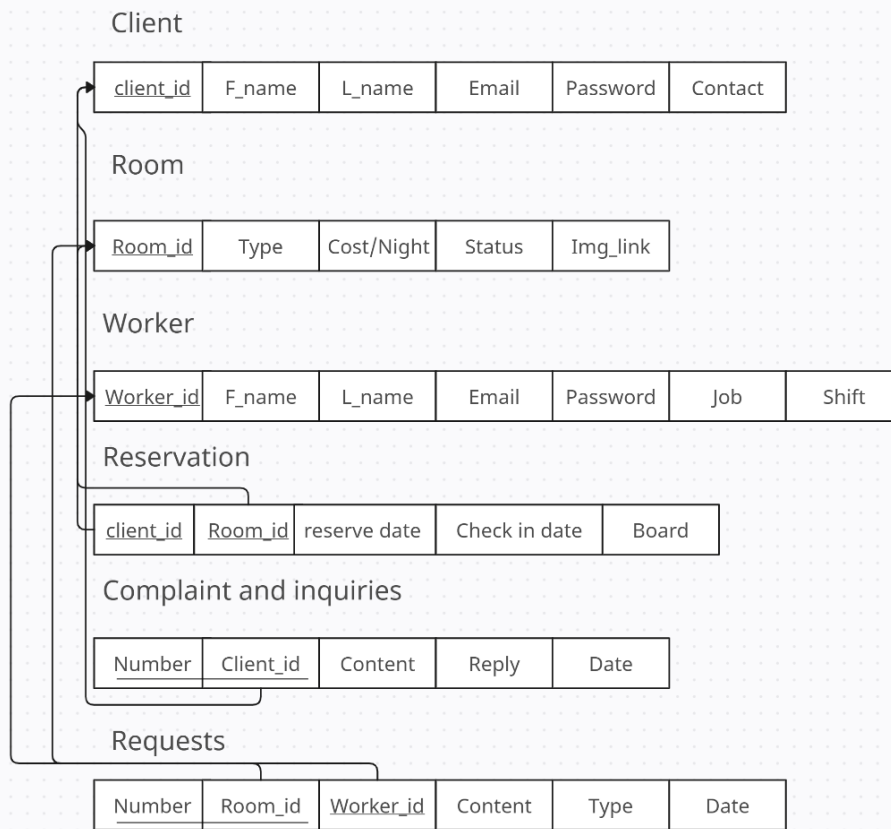 Client
client_id F_name L_name Email Password Contact
Room
Room_id Type Cost/Night Status Img_link
Worker
Worker_id F_name L_name Email Password Job Shift
Reservation
client_id Room_id reserve date Check in date Board
Complaint and inquiries
Number Client_id Content Reply Date
Requests
Number Room_id Worker_id Content Type Date